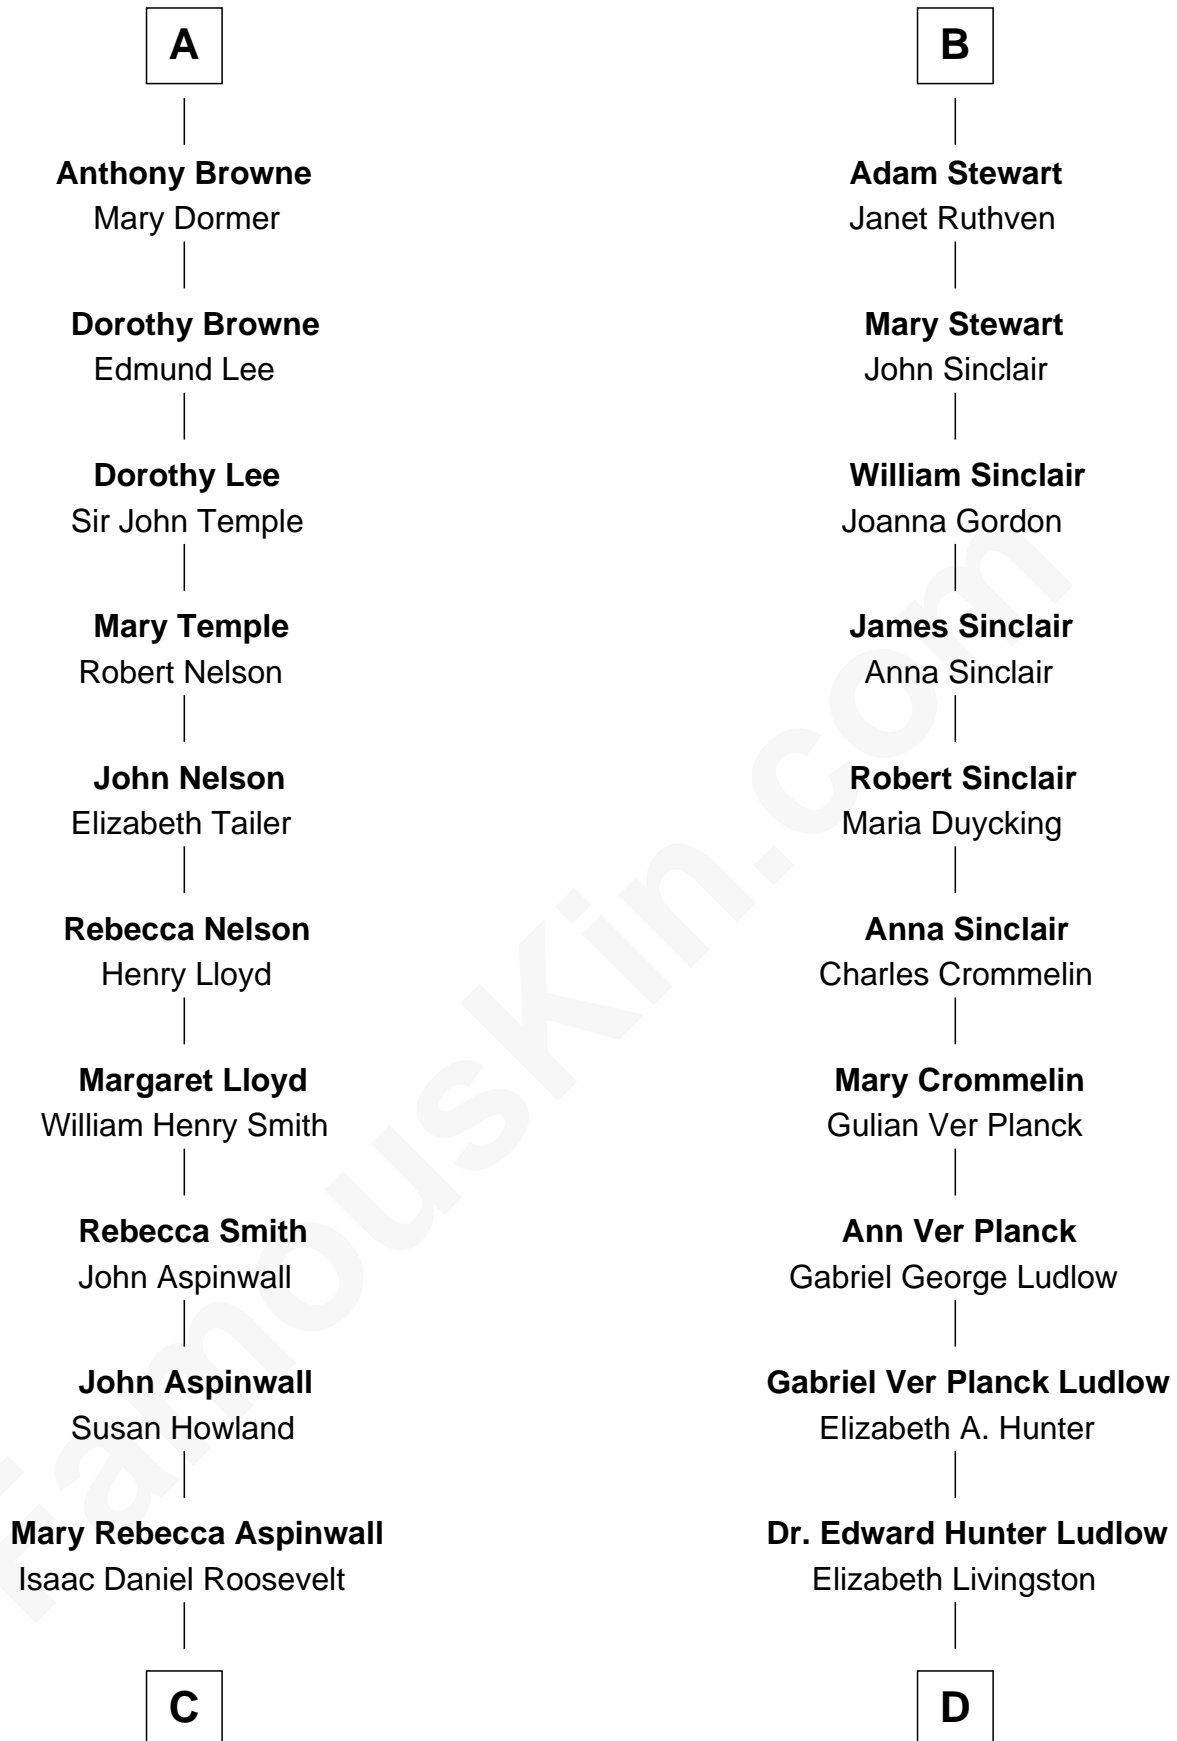 A
Anthony Browne
Mary Dormer
Dorothy Browne
Edmund Lee
Dorothy Lee
Sir John Temple
Mary Temple
Robert Nelson
John Nelson
Elizabeth Tailer
Rebecca Nelson
Henry Lloyd
Margaret Lloyd
William Henry Smith
Rebecca Smith
John Aspinwall
John Aspinwall
Susan Howland
Mary Rebecca Aspinwall
Isaac Daniel Roosevelt
C
B
Adam Stewart
Janet Ruthven
Mary Stewart
John Sinclair
William Sinclair
Joanna Gordon
James Sinclair
Anna Sinclair
Robert Sinclair
Maria Duycking
Anna Sinclair
Charles Crommelin
Mary Crommelin
Gulian Ver Planck
Ann Ver Planck
Gabriel George Ludlow
Gabriel Ver Planck Ludlow
Elizabeth A. Hunter
Dr. Edward Hunter Ludlow
Elizabeth Livingston
D
FamousKin.com